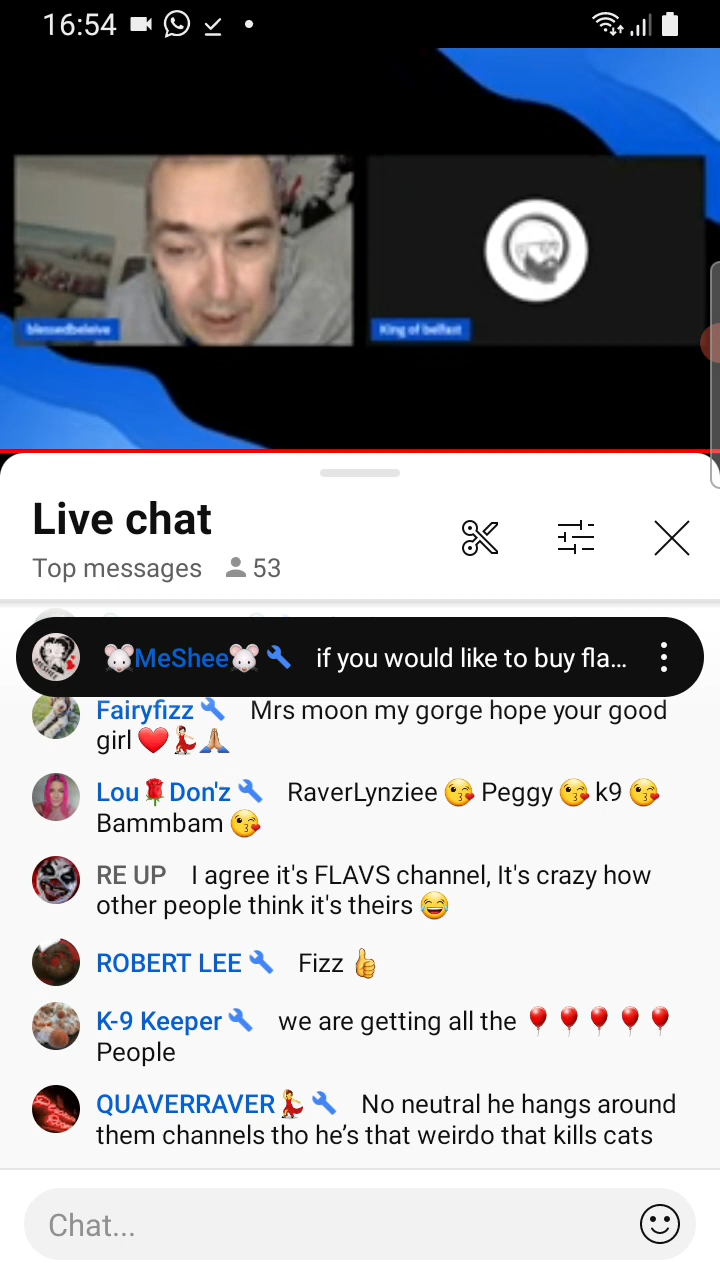 16:54
blessedbeleive
King of belfast
Live chat
Top messages 53
🐭MeShee🐭🔧 if you would like to buy fla...
Fairyfizz🔧 Mrs moon my gorge hope your good
girl ❤️💃🙏🏼
Lou🌹Don'z🔧 RaverLynziee 😘 Peggy 😘 k9 😘
Bammbam 😘
RE UP I agree it's FLAVS channel, It's crazy how
other people think it's theirs 😂
ROBERT LEE🔧 Fizz 👍
K-9 Keeper🔧 we are getting all the 🎈🎈🎈🎈🎈
People
QUAVERRAVER💃🔧 No neutral he hangs around
them channels tho he’s that weirdo that kills cats
Chat...